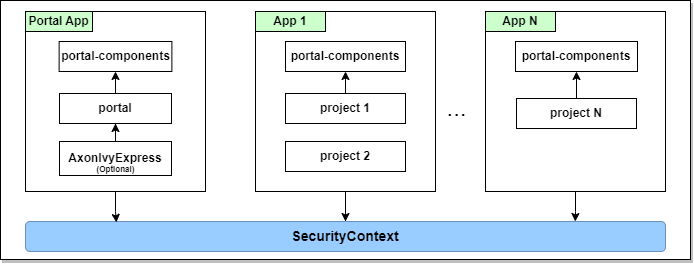 Portal App
portal-components
portal
AxonIvyExpress
(Optional)
App 1
portal-components
project 1
project 2
...
App N
portal-components
project N
SecurityContext